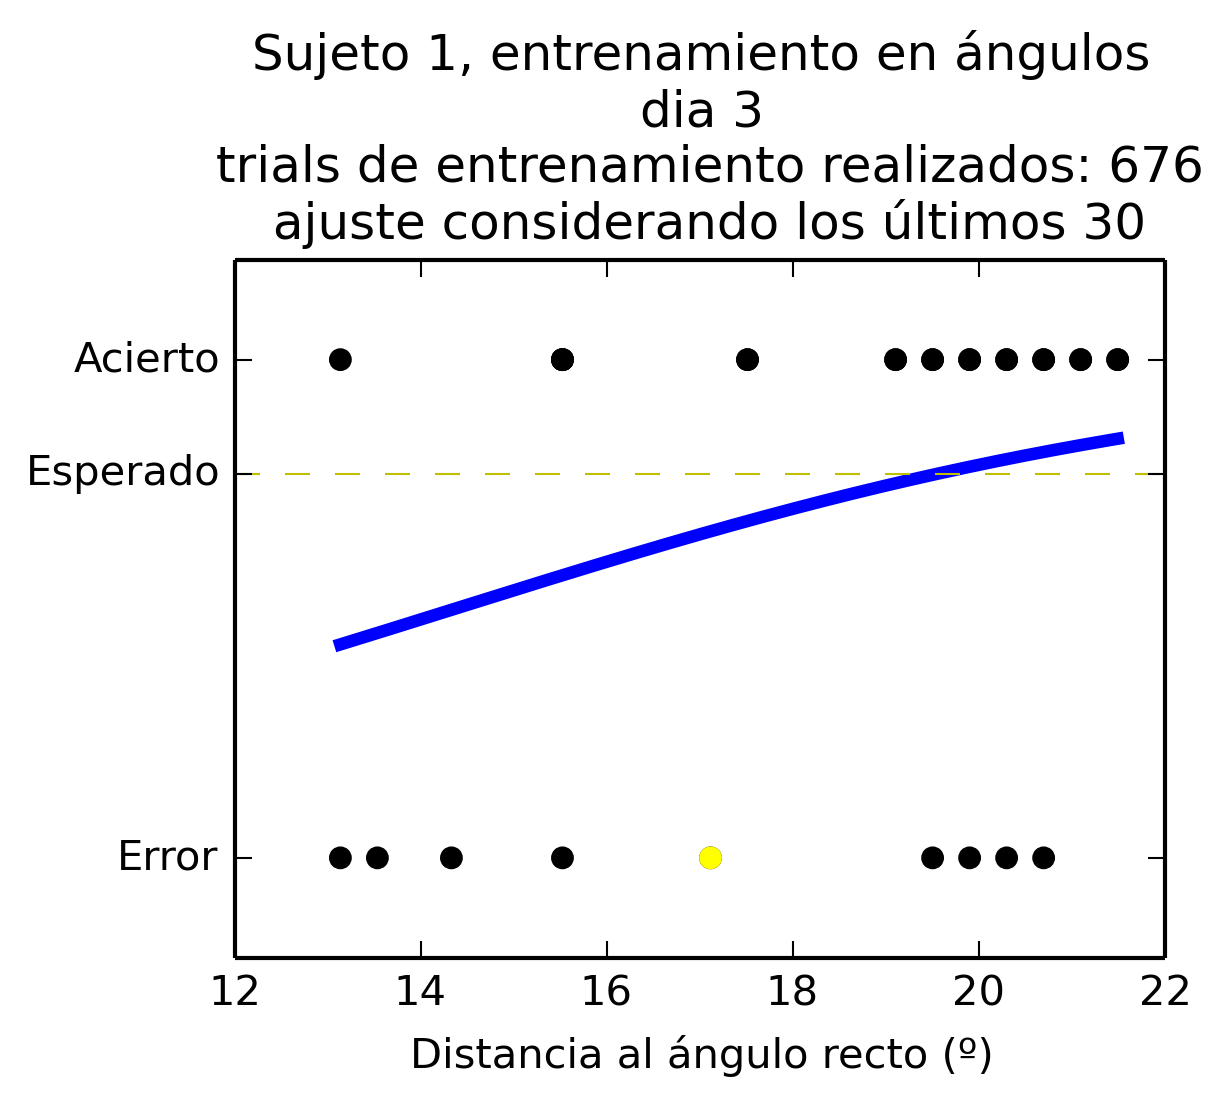 Sujeto 1, entrenamiento en ángulos
dia 3
trials de entrenamiento realizados: 676
ajuste considerando los últimos 30
Acierto
Esperado
Error
12 14 16 18 20 22
Distancia al ángulo recto (º)